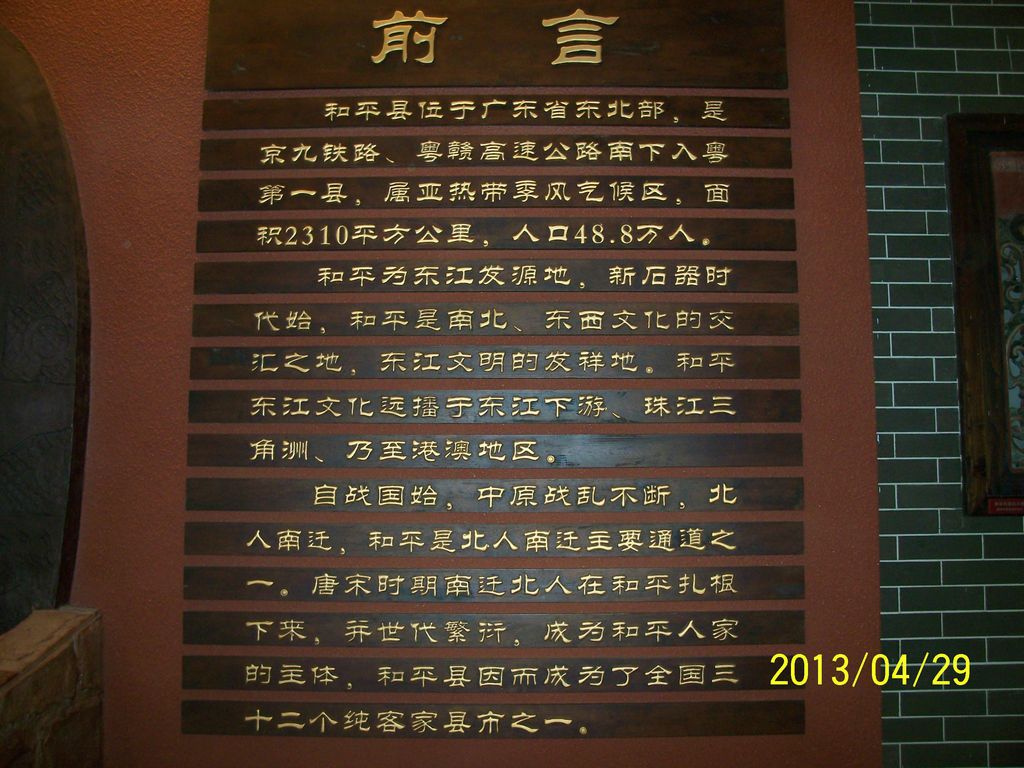 前言
和平县位于广东省东北部，是
京九铁路、粤赣高速公路南下入粤
第一县，属亚热带季风气候区，面
积2310平方公里，人口48.8万人。
和平为东江发源地，新石器时
代始，和平是南北、东西文化的交
汇之地，东江文明的发祥地。和平
东江文化远播于东江下游、珠江三
角洲、乃至港澳地区。
自战国始，中原战乱不断，北
人南迁，和平是北人南迁主要通道之
一。唐宋时期南迁北人在和平扎根
下来，并世代繁衍，成为和平人家
的主体，和平县因而成为了全国三
十二个纯客家县市之一。
2013/04/29